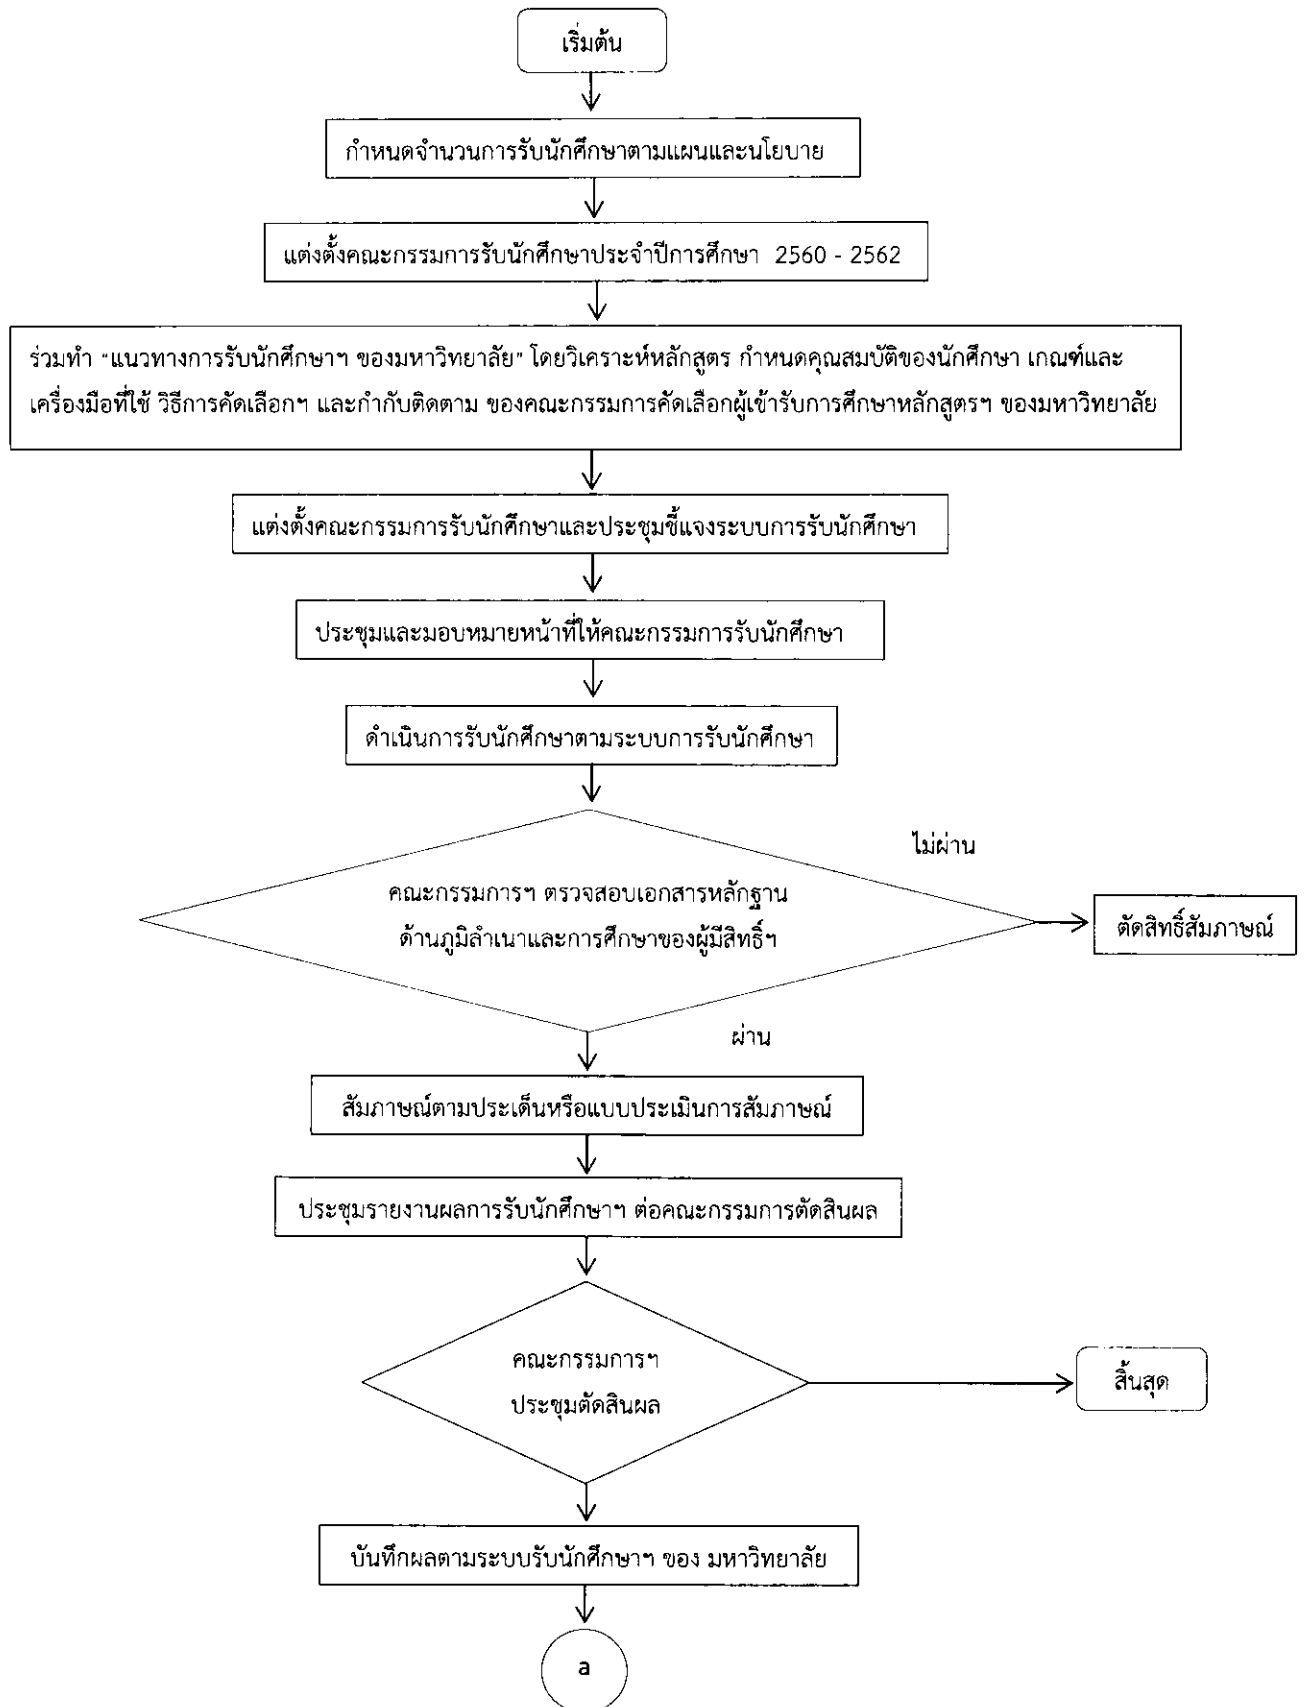 เริ่มต้น
กำหนดจำนวนการรับนักศึกษาตามแผนและนโยบาย
แต่งตั้งคณะกรรมการรับนักศึกษาประจำปีการศึกษา 2560 - 2562
ร่วมทำ "แนวทางการรับนักศึกษาฯ ของมหาวิทยาลัย" โดยวิเคราะห์หลักสูตร กำหนดคุณสมบัติของนักศึกษา เกณฑ์และ
เครื่องมือที่ใช้ วิธีการคัดเลือกฯ และกำกับติดตาม ของคณะกรรมการคัดเลือกผู้เข้ารับการศึกษาหลักสูตรฯ ของมหาวิทยาลัย
แต่งตั้งคณะกรรมการรับนักศึกษาและประชุมชี้แจงระบบการรับนักศึกษา
ประชุมและมอบหมายหน้าที่ให้คณะกรรมการรับนักศึกษา
ดำเนินการรับนักศึกษาตามระบบการรับนักศึกษา
ไม่ผ่าน
คณะกรรมการฯ ตรวจสอบเอกสารหลักฐาน
ด้านภูมิลำเนาและการศึกษาของผู้มีสิทธิ์ฯ
ตัดสิทธิ์สัมภาษณ์
ผ่าน
สัมภาษณ์ตามประเด็นหรือแบบประเมินการสัมภาษณ์
ประชุมรายงานผลการรับนักศึกษาฯ ต่อคณะกรรมการตัดสินผล
คณะกรรมการฯ
ประชุมตัดสินผล
สิ้นสุด
บันทึกผลตามระบบรับนักศึกษาฯ ของ มหาวิทยาลัย
a